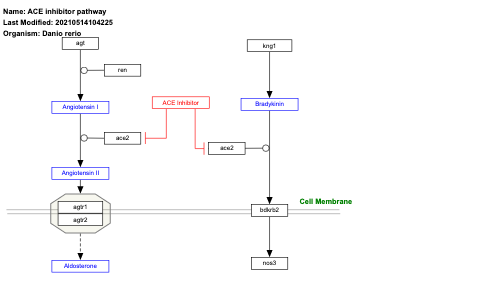 Name: ACE inhibitor pathway
Last Modified: 20210514104225
Organism: Danio rerio
agt
kng1
ren
Angiotensin I
ACE inhibitor
Bradykinin
ace2
ace2
Angiotensin II
Cell Membrane
agtr1
bdkrb2
agtr2
Aldosterone
nos3